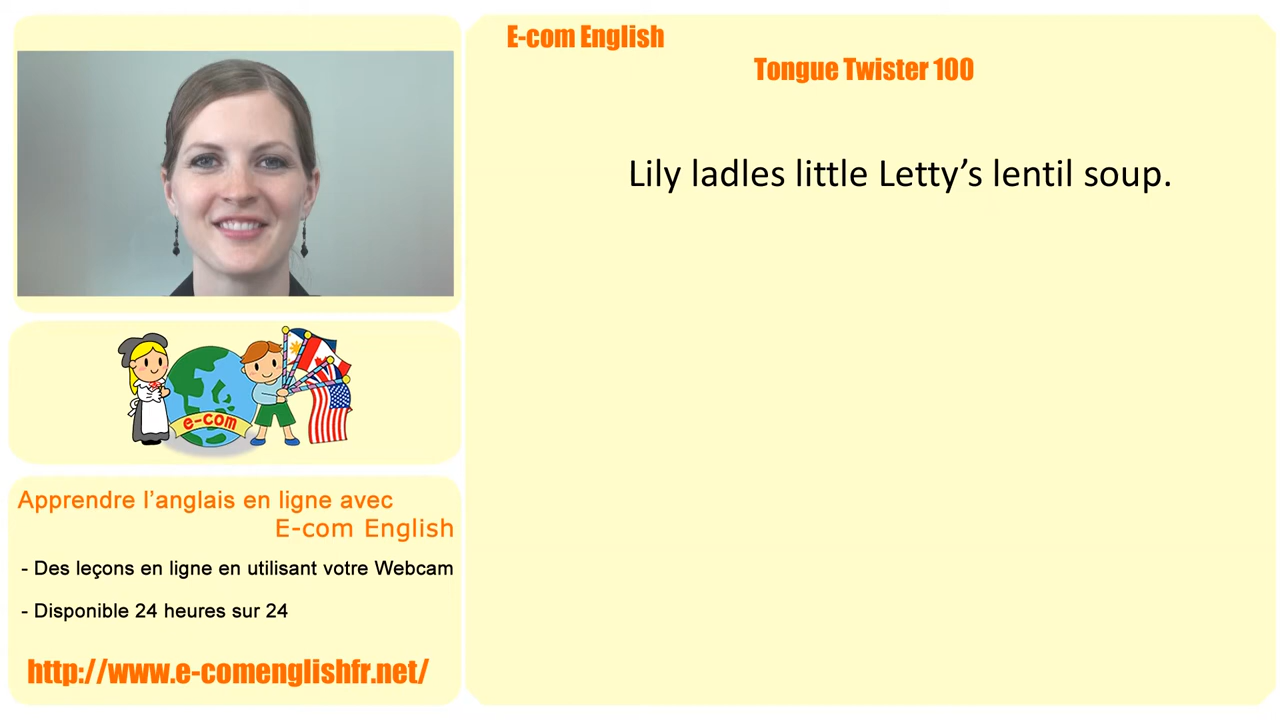 E-com English
Tongue Twister 100
Lily ladles little Letty’s lentil soup.
e-com
Apprendre l’anglais en ligne avec
E-com English
- Des leçons en ligne en utilisant votre Webcam
- Disponible 24 heures sur 24
http://www.e-comenglishfr.net/